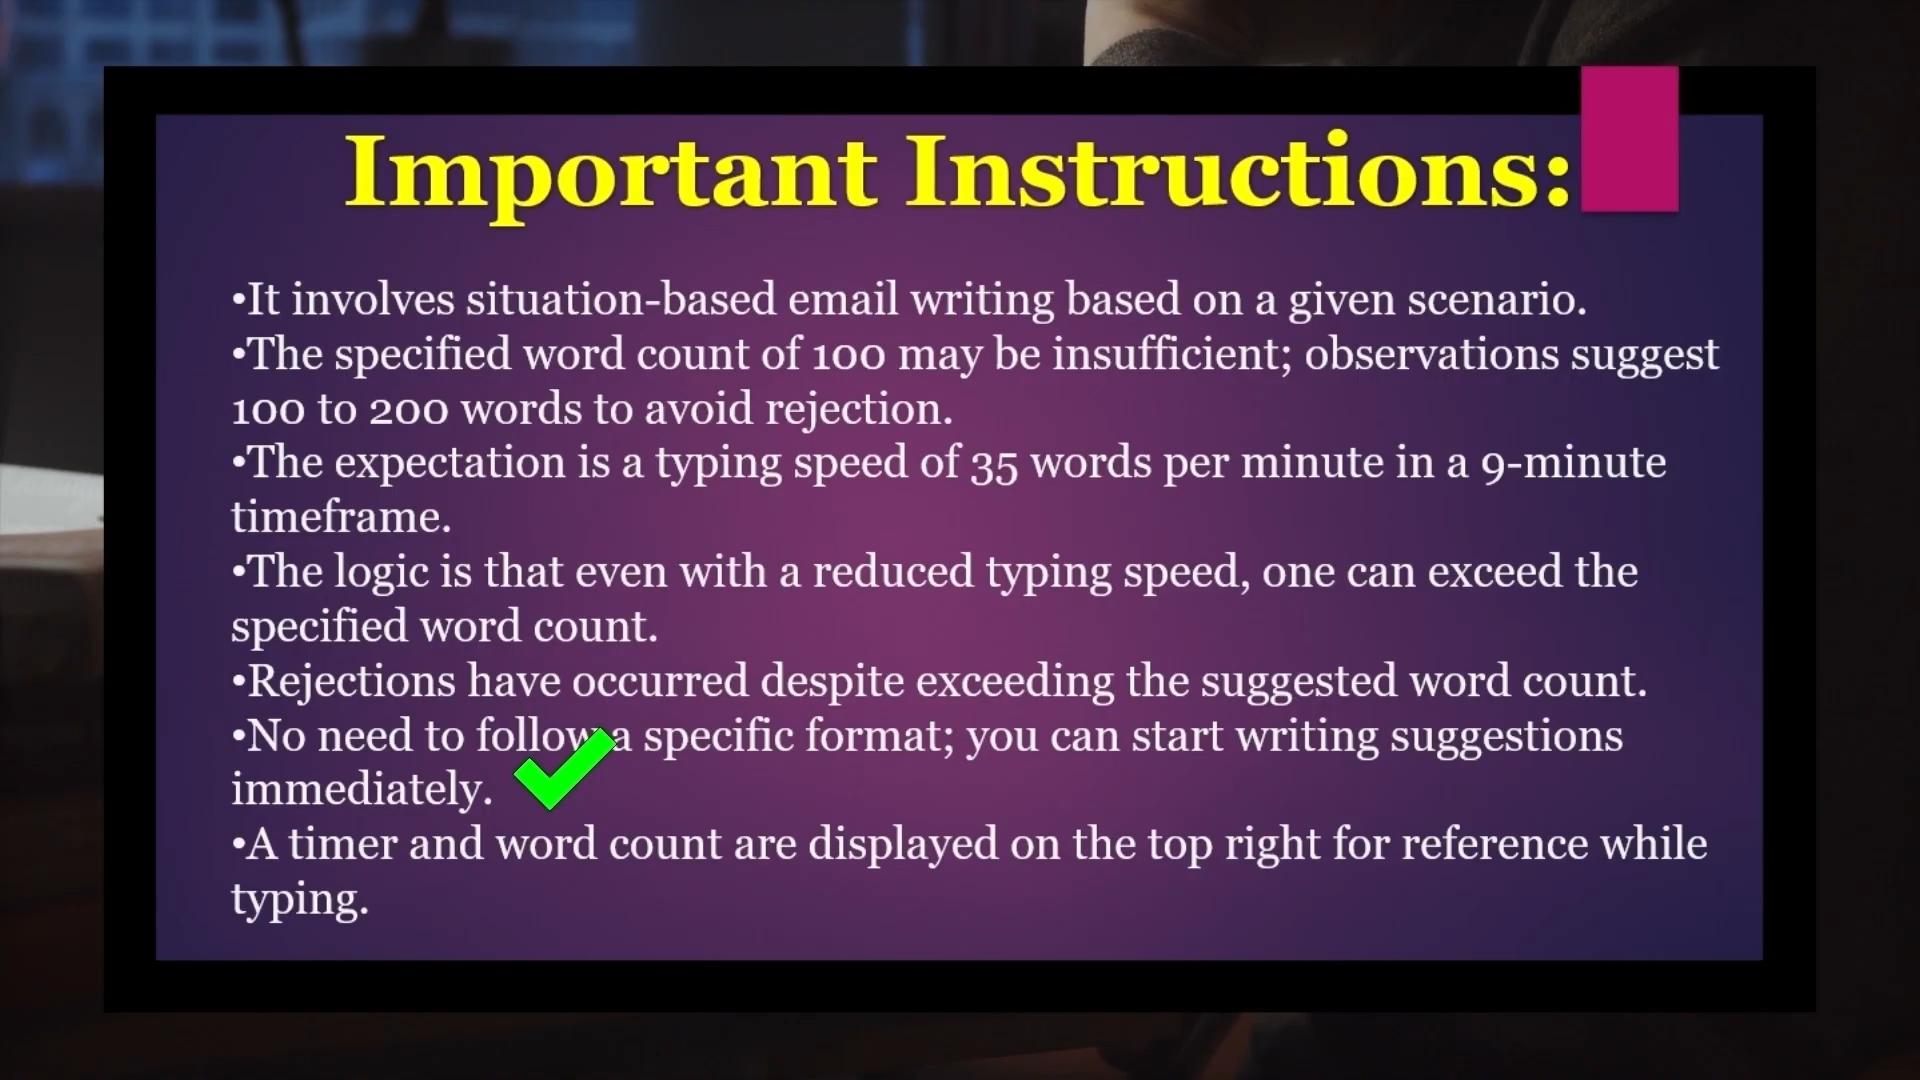 Important Instructions:
•It involves situation-based email writing based on a given scenario.
•The specified word count of 100 may be insufficient; observations suggest
100 to 200 words to avoid rejection.
•The expectation is a typing speed of 35 words per minute in a 9-minute
timeframe.
•The logic is that even with a reduced typing speed, one can exceed the
specified word count.
•Rejections have occurred despite exceeding the suggested word count.
•No need to follow a specific format; you can start writing suggestions
immediately.
•A timer and word count are displayed on the top right for reference while
typing.